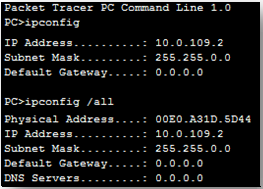 Packet Tracer PC Command Line 1.0
PC>ipconfig
IP Address..........: 10.0.109.2
Subnet Mask.........: 255.255.0.0
Default Gateway.....: 0.0.0.0
PC>ipconfig /all
Physical Address....: 00E0.A31D.5D44
IP Address..........: 10.0.109.2
Subnet Mask.........: 255.255.0.0
Default Gateway.....: 0.0.0.0
DNS Servers.........: 0.0.0.0